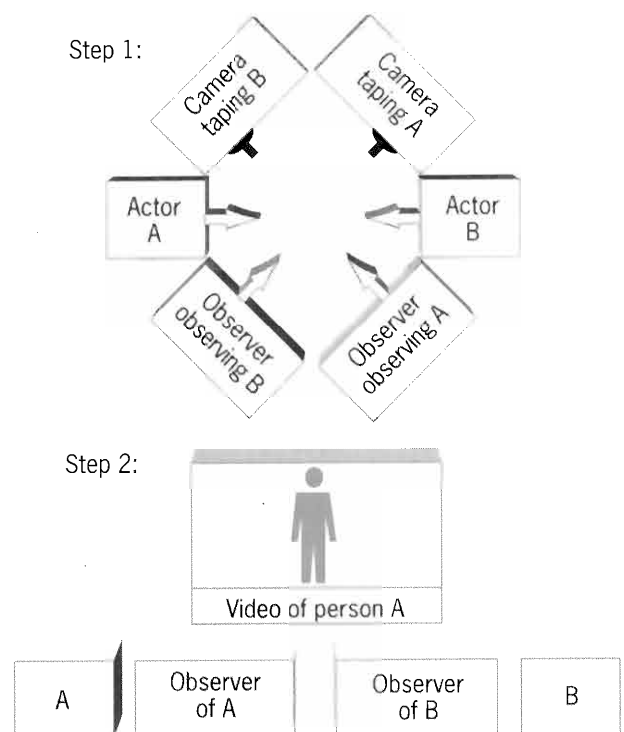 Step 1:
Camera
taping B
Camera
taping A
Actor
A
Actor
B
Observer
observing B
Observer
observing A
Step 2:
Video of person A
A
Observer
of A
Observer
of B
B